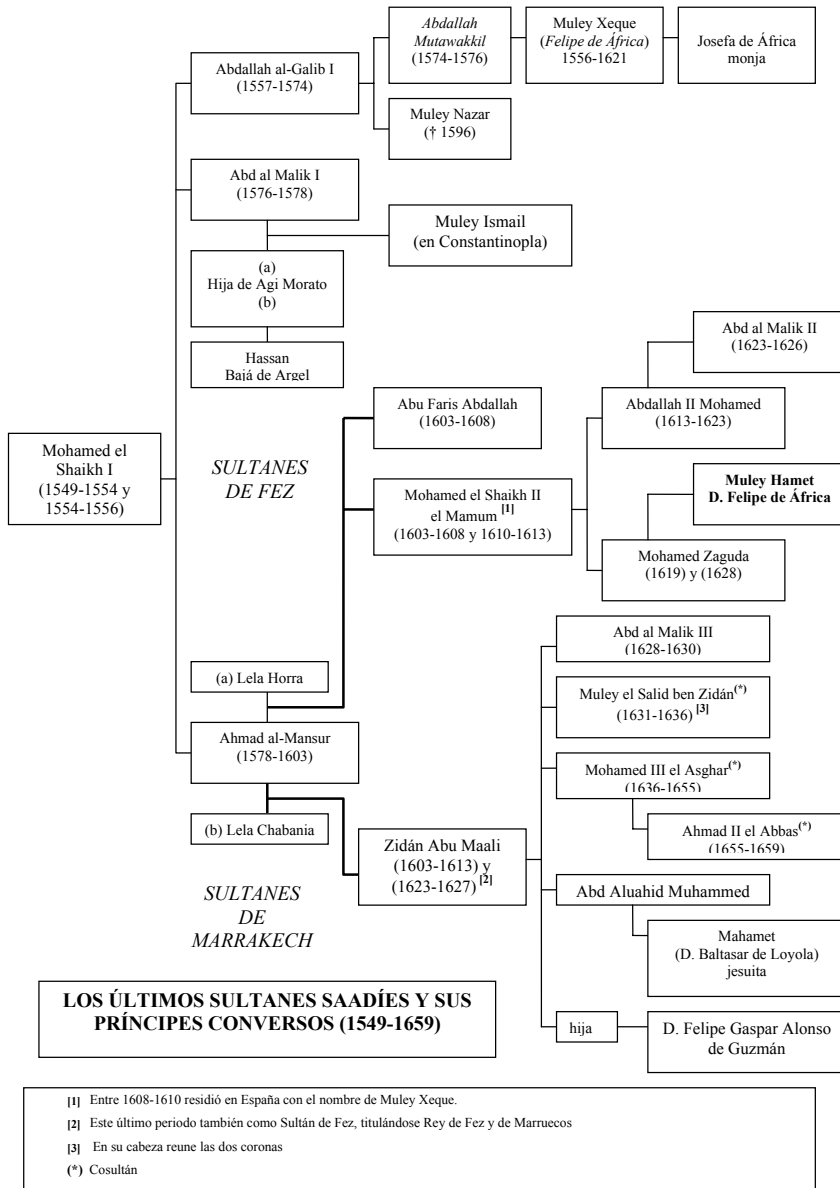 Abdallah
Mutawakkil
(1574-1576)
Muley Xeque
(Felipe de África)
1556-1621
Josefa de África
monja
Abdallah al-Galib I
(1557-1574)
Muley Nazar
(† 1596)
Abd al Malik I
(1576-1578)
Muley Ismail
(en Constantinopla)
(a)
Hija de Agi Morato
(b)
Hassan
Bajá de Argel
Abd al Malik II
(1623-1626)
Abu Faris Abdallah
(1603-1608)
Abdallah II Mohamed
(1613-1623)
Mohamed el
Shaikh I
(1549-1554 y
1554-1556)
SULTANES
DE FEZ
Mohamed el Shaikh II
el Mamum [1]
(1603-1608 y 1610-1613)
Muley Hamet
D. Felipe de África
Mohamed Zaguda
(1619) y (1628)
Abd al Malik III
(1628-1630)
(a) Lela Horra
Muley el Salid ben Zidán(*)
(1631-1636) [3]
Ahmad al-Mansur
(1578-1603)
Mohamed III el Asghar(*)
(1636-1655)
(b) Lela Chabania
Ahmad II el Abbas(*)
(1655-1659)
Zidán Abu Maali
(1603-1613) y
(1623-1627) [2]
SULTANES
DE
MARRAKECH
Abd Aluahid Muhammed
Mahamet
(D. Baltasar de Loyola)
jesuita
LOS ÚLTIMOS SULTANES SAADÍES Y SUS
PRÍNCIPES CONVERSOS (1549-1659)
hija
D. Felipe Gaspar Alonso
de Guzmán
[1] Entre 1608-1610 residió en España con el nombre de Muley Xeque.
[2] Este último periodo también como Sultán de Fez, titulándose Rey de Fez y de Marruecos
[3] En su cabeza reune las dos coronas
(*) Cosultán